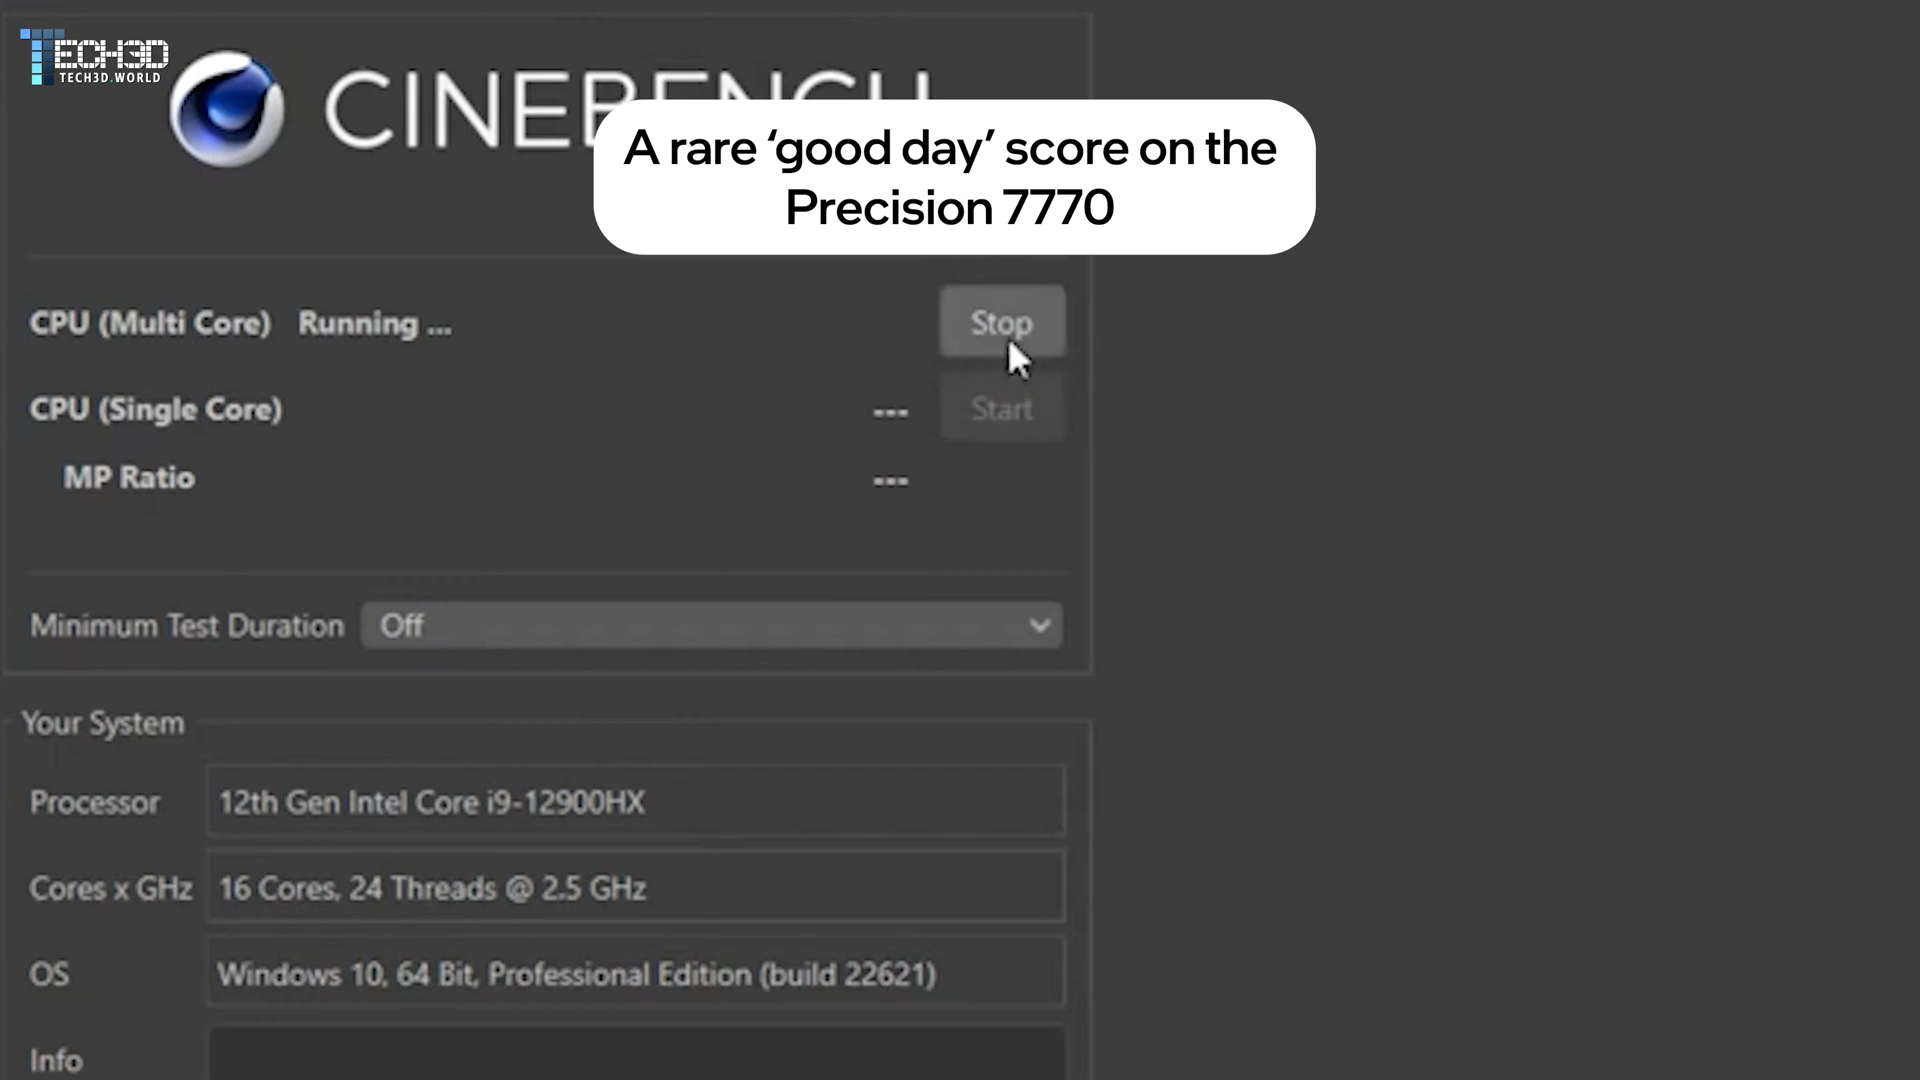 TECH3D
TECH3D.WORLD
CINEBENCH
A rare ‘good day’ score on the
Precision 7770
CPU (Multi Core) Running ...
Stop
CPU (Single Core) --- Start
MP Ratio ---
Minimum Test Duration Off
Your System
Processor 12th Gen Intel Core i9-12900HX
Cores x GHz 16 Cores, 24 Threads @ 2.5 GHz
OS Windows 10, 64 Bit, Professional Edition (build 22621)
Info